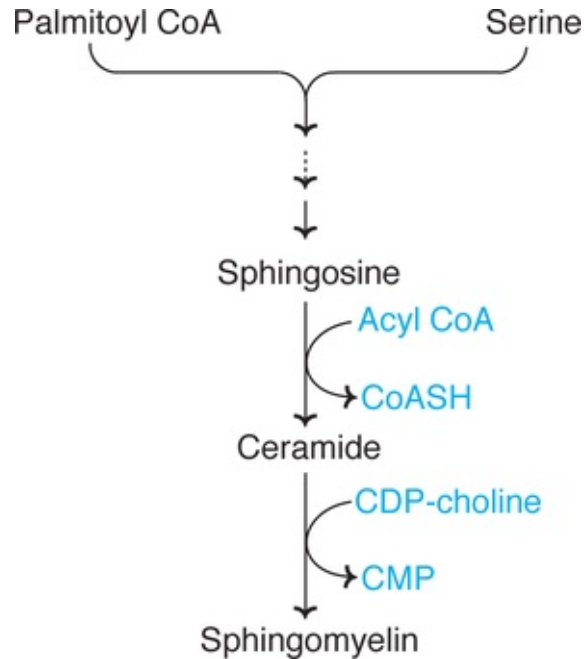 Palmitoyl CoA
Serine
Sphingosine
Acyl CoA
CoASH
Ceramide
CDP-choline
CMP
Sphingomyelin